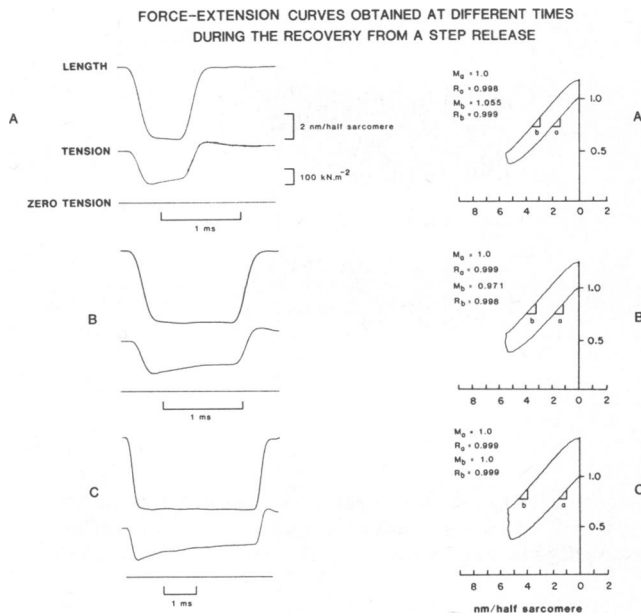 FORCE-EXTENSION CURVES OBTAINED AT DIFFERENT TIMES
DURING THE RECOVERY FROM A STEP RELEASE
A
LENGTH
2 nm/half sarcomere
TENSION
100 kN.m⁻²
ZERO TENSION
1 ms
Mₐ = 1.0
Rₐ = 0.998
M_b = 1.055
R_b = 0.999
A
1.0
b a
0.5
8 6 4 2 0 2
B
1 ms
Mₐ = 1.0
Rₐ = 0.999
M_b = 0.971
R_b = 0.998
B
1.0
b a
0.5
8 6 4 2 0 2
C
1 ms
Mₐ = 1.0
Rₐ = 0.999
M_b = 1.0
R_b = 0.999
C
1.0
b a
0.5
8 6 4 2 0 2
nm/half sarcomere